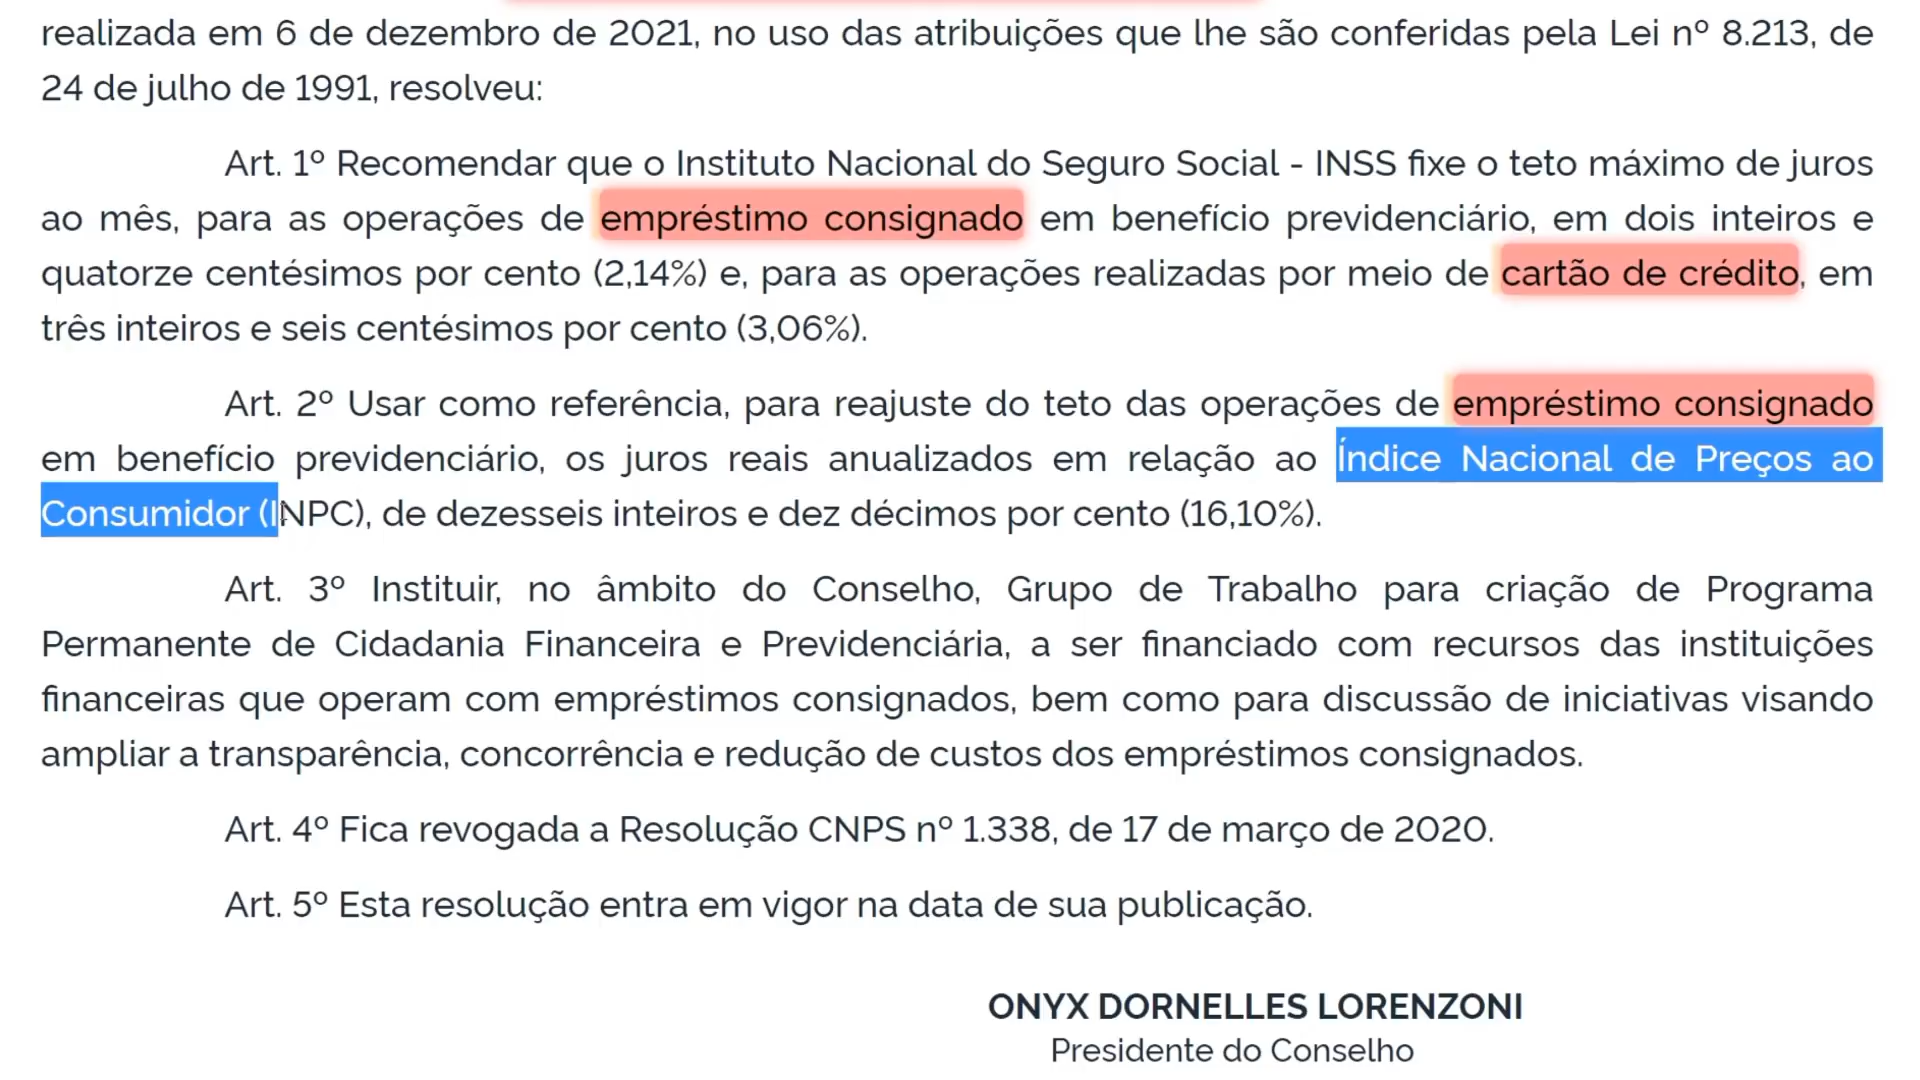 realizada em 6 de dezembro de 2021, no uso das atribuições que lhe são conferidas pela Lei nº 8.213, de
24 de julho de 1991, resolveu:
Art. 1º Recomendar que o Instituto Nacional do Seguro Social - INSS fixe o teto máximo de juros
ao mês, para as operações de empréstimo consignado em benefício previdenciário, em dois inteiros e
quatorze centésimos por cento (2,14%) e, para as operações realizadas por meio de cartão de crédito, em
três inteiros e seis centésimos por cento (3,06%).
Art. 2º Usar como referência, para reajuste do teto das operações de empréstimo consignado
em benefício previdenciário, os juros reais anualizados em relação ao Índice Nacional de Preços ao
Consumidor (INPC), de dezesseis inteiros e dez décimos por cento (16,10%).
Art. 3º Instituir, no âmbito do Conselho, Grupo de Trabalho para criação de Programa
Permanente de Cidadania Financeira e Previdenciária, a ser financiado com recursos das instituições
financeiras que operam com empréstimos consignados, bem como para discussão de iniciativas visando
ampliar a transparência, concorrência e redução de custos dos empréstimos consignados.
Art. 4º Fica revogada a Resolução CNPS nº 1.338, de 17 de março de 2020.
Art. 5º Esta resolução entra em vigor na data de sua publicação.
ONYX DORNELLES LORENZONI
Presidente do Conselho